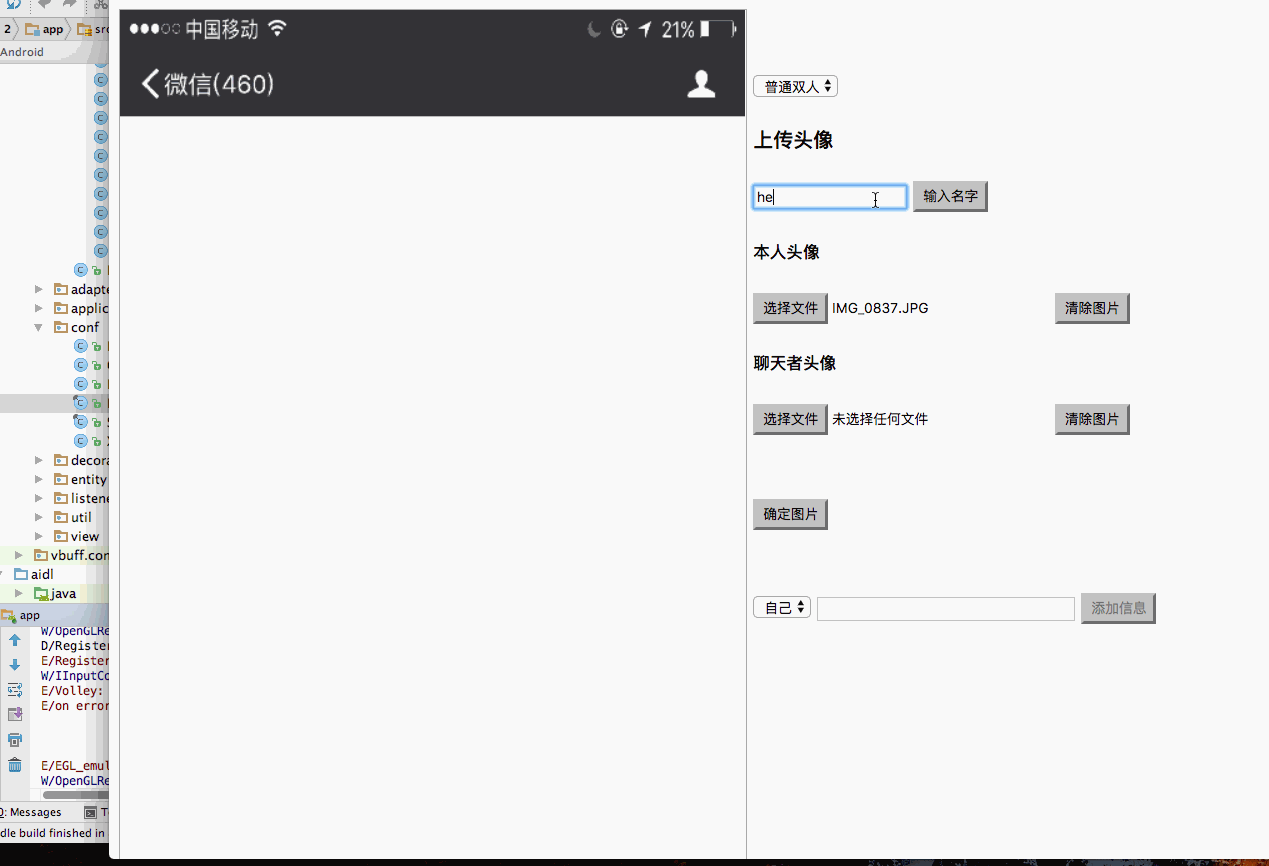 2 app src
Android
adapte
applic
conf
decora
entity
listene
util
view
vbuff.com
aidl
java
app
W/OpenGLRe
D/Register
E/Register
W/IInputCo
E/Volley:
E/on error
E/EGL_emul
W/OpenGLRe
0: Messages
dle build finished in
中国移动 21%
微信(460)
普通双人
上传头像
he 输入名字
本人头像
选择文件 IMG_0837.JPG 清除图片
聊天者头像
选择文件 未选择任何文件 清除图片
确定图片
自己 添加信息